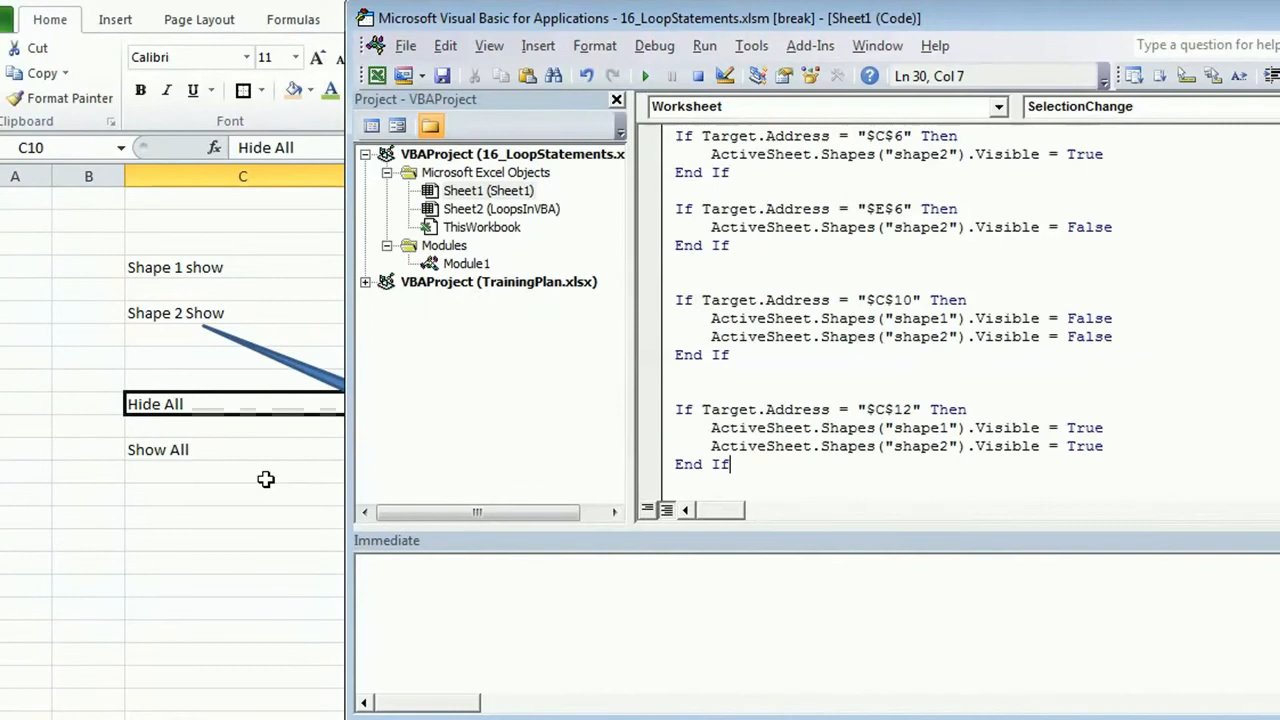 Home Insert Page Layout Formulas
Cut
Copy
Format Painter
Clipboard
Calibri 11 A
B I U
Font
C10 fx Hide All
A B C
Shape 1 show
Shape 2 Show
Hide All
Show All
Microsoft Visual Basic for Applications - 16_LoopStatements.xlsm [break] - [Sheet1 (Code)]
File Edit View Insert Format Debug Run Tools Add-Ins Window Help Type a question for help
Ln 30, Col 7
Project - VBAProject
VBAProject (16_LoopStatements.x
Microsoft Excel Objects
Sheet1 (Sheet1)
Sheet2 (LoopsInVBA)
ThisWorkbook
Modules
Module1
VBAProject (TrainingPlan.xlsx)
Worksheet SelectionChange
If Target.Address = "$C$6" Then
ActiveSheet.Shapes("shape2").Visible = True
End If
If Target.Address = "$E$6" Then
ActiveSheet.Shapes("shape2").Visible = False
End If
If Target.Address = "$C$10" Then
ActiveSheet.Shapes("shape1").Visible = False
ActiveSheet.Shapes("shape2").Visible = False
End If
If Target.Address = "$C$12" Then
ActiveSheet.Shapes("shape1").Visible = True
ActiveSheet.Shapes("shape2").Visible = True
End If
Immediate